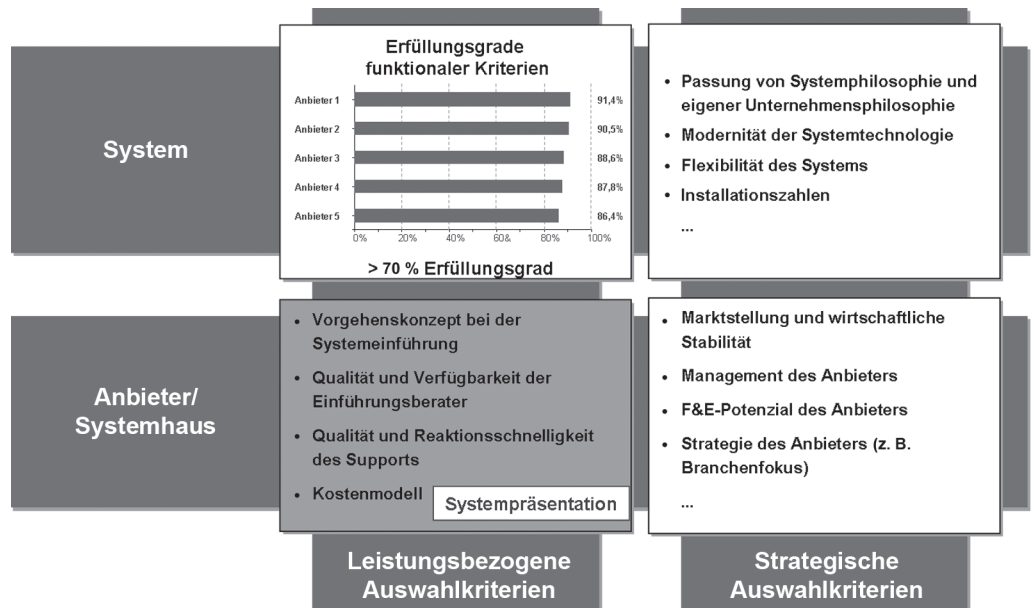 System
Erfüllungsgrade
funktionaler Kriterien
Anbieter 1
91,4%
Anbieter 2
90,5%
Anbieter 3
88,6%
Anbieter 4
87,8%
Anbieter 5
86,4%
0% 20% 40% 60& 80% 100%
> 70 % Erfüllungsgrad
• Passung von Systemphilosophie und
eigener Unternehmensphilosophie
• Modernität der Systemtechnologie
• Flexibilität des Systems
• Installationszahlen
...
Anbieter/
Systemhaus
• Vorgehenskonzept bei der
Systemeinführung
• Qualität und Verfügbarkeit der
Einführungsberater
• Qualität und Reaktionsschnelligkeit
des Supports
• Kostenmodell
Systempräsentation
• Marktstellung und wirtschaftliche
Stabilität
• Management des Anbieters
• F&E-Potenzial des Anbieters
• Strategie des Anbieters (z. B.
Branchenfokus)
...
Leistungsbezogene
Auswahlkriterien
Strategische
Auswahlkriterien